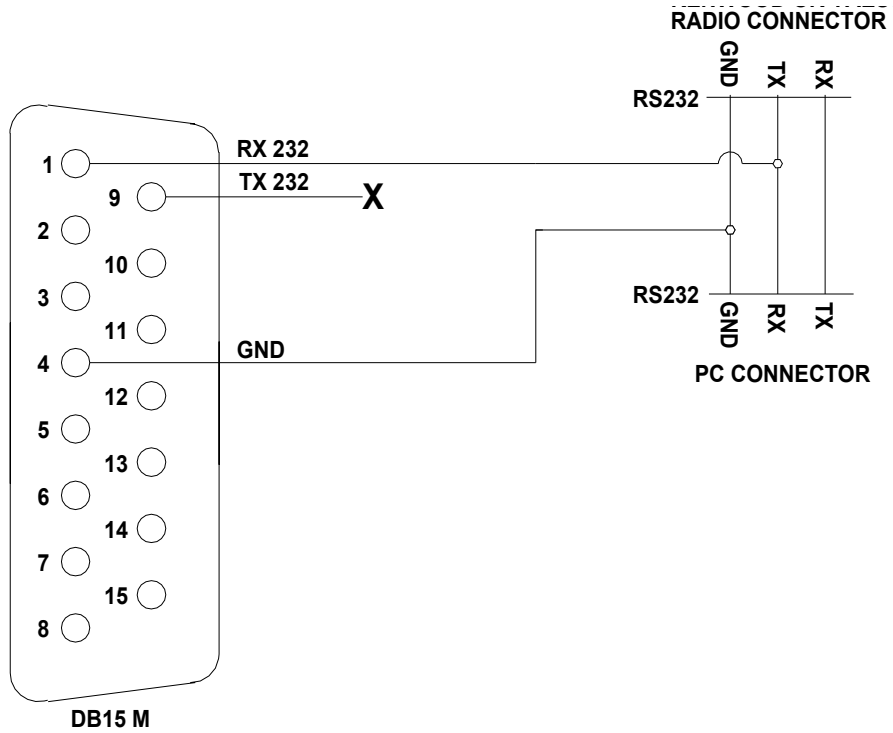 RADIO CONNECTOR
GND
TX
RX
RS232
1
RX 232
9
TX 232
X
2
10
3
RS232
11
GND
RX
TX
4
GND
PC CONNECTOR
12
5
13
6
14
7
15
8
DB15 M